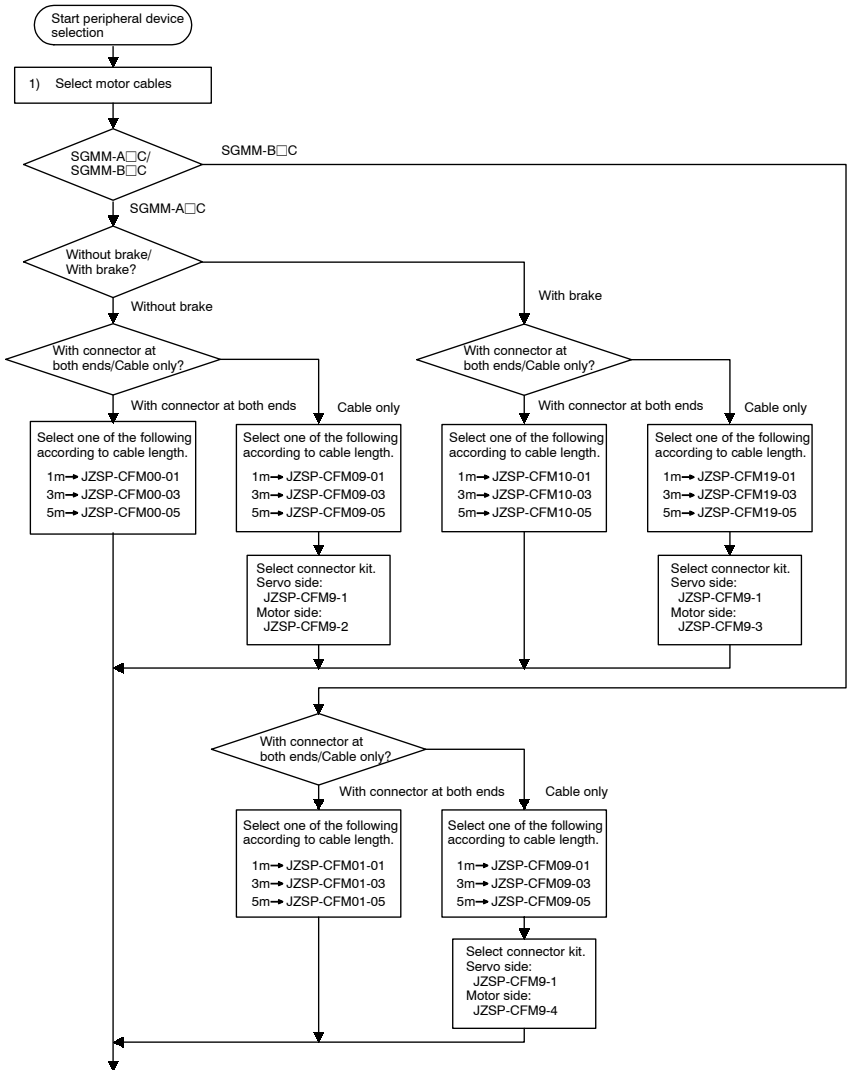 Start peripheral device
selection
1) Select motor cables
SGMM-A□C/
SGMM-B□C
SGMM-B□C
SGMM-A□C
Without brake/
With brake?
Without brake
With brake
With connector at
both ends/Cable only?
With connector at both ends
Cable only
With connector at
both ends/Cable only?
With connector at both ends
Cable only
Select one of the following
according to cable length.
1m→JZSP-CFM00-01
3m→JZSP-CFM00-03
5m→JZSP-CFM00-05
Select one of the following
according to cable length.
1m→JZSP-CFM09-01
3m→JZSP-CFM09-03
5m→JZSP-CFM09-05
Select one of the following
according to cable length.
1m→JZSP-CFM10-01
3m→JZSP-CFM10-03
5m→JZSP-CFM10-05
Select one of the following
according to cable length.
1m→JZSP-CFM19-01
3m→JZSP-CFM19-03
5m→JZSP-CFM19-05
Select connector kit.
Servo side:
JZSP-CFM9-1
Motor side:
JZSP-CFM9-2
Select connector kit.
Servo side:
JZSP-CFM9-1
Motor side:
JZSP-CFM9-3
With connector at
both ends/Cable only?
With connector at both ends
Cable only
Select one of the following
according to cable length.
1m→JZSP-CFM01-01
3m→JZSP-CFM01-03
5m→JZSP-CFM01-05
Select one of the following
according to cable length.
1m→JZSP-CFM09-01
3m→JZSP-CFM09-03
5m→JZSP-CFM09-05
Select connector kit.
Servo side:
JZSP-CFM9-1
Motor side:
JZSP-CFM9-4